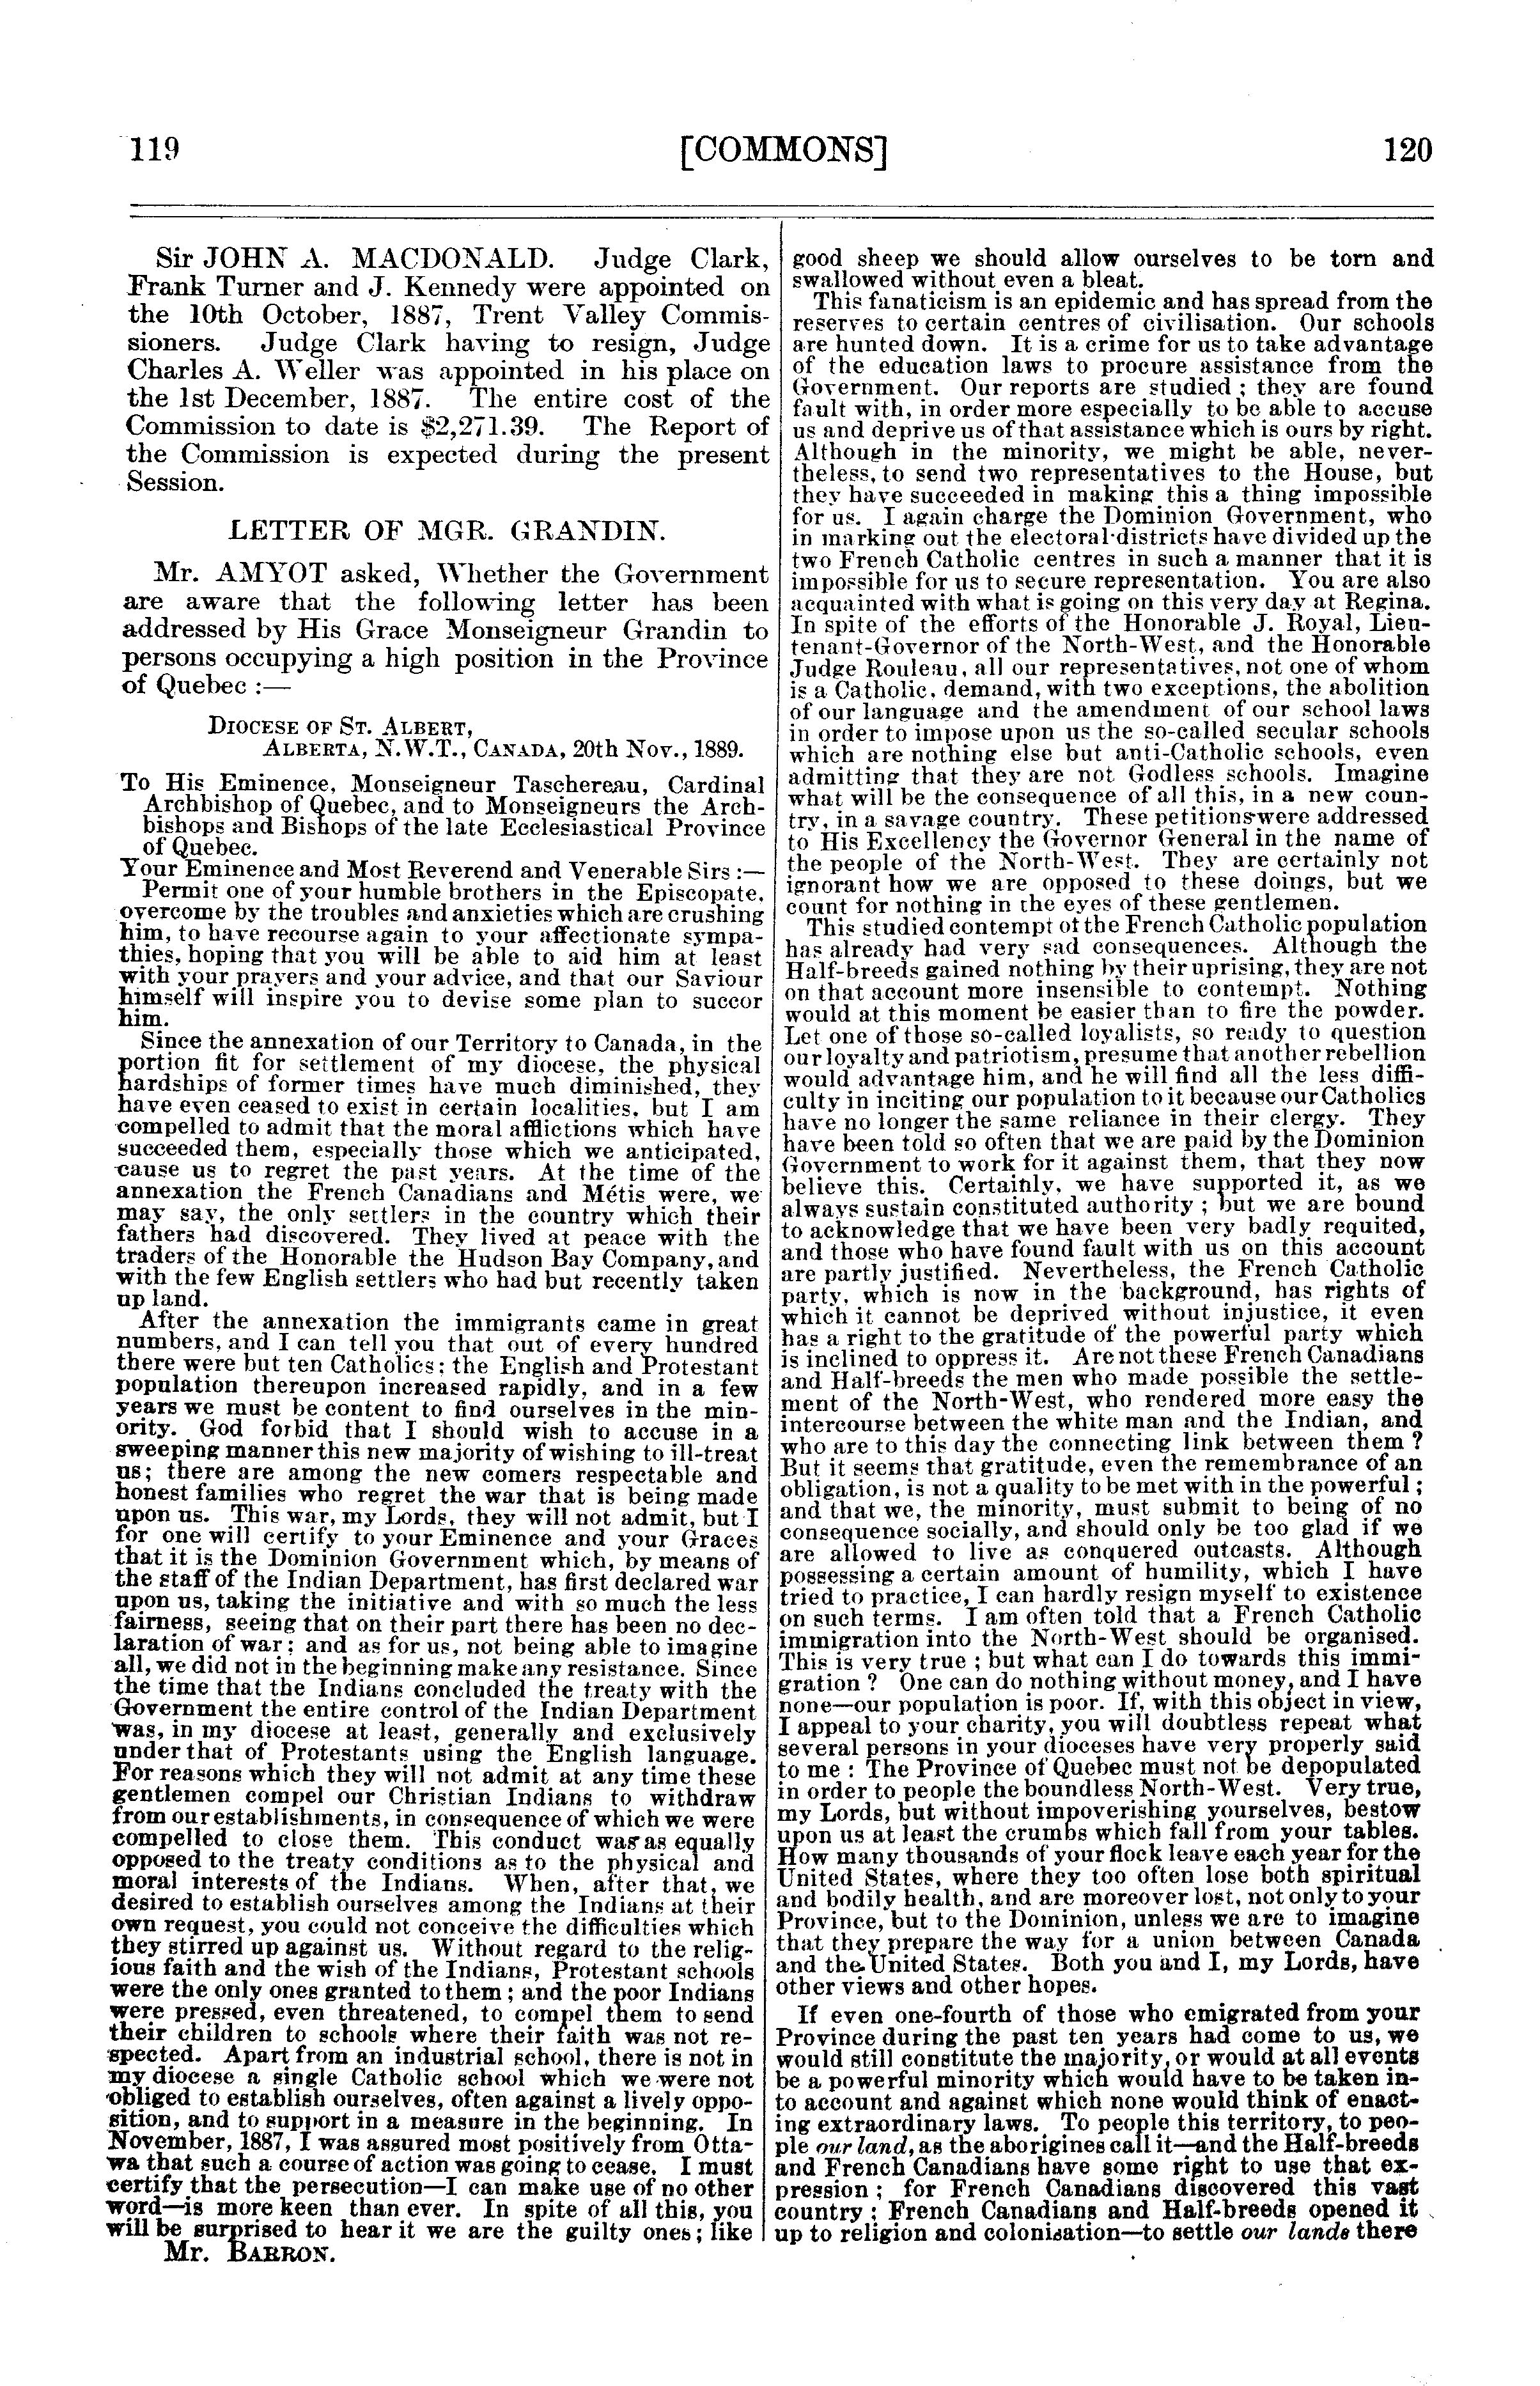 119
[COMMONS]
120
Sir JOHN A. MACDONALD. Judge Clark,
Frank Turner and J. Kennedy were appointed on
the 10th October, 1887, Trent Valley Commis-
sioners. Judge Clark having to resign, Judge
Charles A. Weller was appointed in his place on
the 1st December, 1887. The entire cost of the
Commission to date is $2,271.39. The Report of
the Commission is expected during the present
Session.
LETTER OF MGR. GRANDIN.
Mr. AMYOT asked, Whether the Government
are aware that the following letter has been
addressed by His Grace Monseigneur Grandin to
persons occupying a high position in the Province
of Quebec :—
DIOCESE OF ST. ALBERT,
ALBERTA, N.W.T., CANADA, 20th Nov., 1889.
To His Eminence, Monseigneur Taschereau, Cardinal
Archbishop of Quebec, and to Monseigneurs the Arch-
bishops and Bishops of the late Ecclesiastical Province
of Quebec.
Your Eminence and Most Reverend and Venerable Sirs :—
Permit one of your humble brothers in the Episcopate,
overcome by the troubles and anxieties which are crushing
him, to have recourse again to your affectionate sympa-
thies, hoping that you will be able to aid him at least
with your prayers and your advice, and that our Saviour
himself will inspire you to devise some plan to succor
him.
Since the annexation of our Territory to Canada, in the
portion fit for settlement of my diocese, the physical
hardships of former times have much diminished, they
have even ceased to exist in certain localities, but I am
compelled to admit that the moral afflictions which have
succeeded them, especially those which we anticipated,
cause us to regret the past years. At the time of the
annexation the French Canadians and Métis were, we
may say, the only settlers in the country which their
fathers had discovered. They lived at peace with the
traders of the Honorable the Hudson Bay Company, and
with the few English settlers who had but recently taken
up land.
After the annexation the immigrants came in great
numbers, and I can tell you that out of every hundred
there were but ten Catholics; the English and Protestant
population thereupon increased rapidly, and in a few
years we must be content to find ourselves in the min-
ority. God forbid that I should wish to accuse in a
sweeping manner this new majority of wishing to ill-treat
us; there are among the new comers respectable and
honest families who regret the war that is being made
upon us. This war, my Lords, they will not admit, but I
for one will certify to your Eminence and your Graces
that it is the Dominion Government which, by means of
the staff of the Indian Department, has first declared war
upon us, taking the initiative and with so much the less
fairness, seeing that on their part there has been no dec-
laration of war; and as for us, not being able to imagine
all, we did not in the beginning make any resistance. Since
the time that the Indians concluded the treaty with the
Government the entire control of the Indian Department
was, in my diocese at least, generally and exclusively
under that of Protestants using the English language.
For reasons which they will not admit at any time these
gentlemen compel our Christian Indians to withdraw
from our establishments, in consequence of which we were
compelled to close them. This conduct was as equally
opposed to the treaty conditions as to the physical and
moral interests of the Indians. When, after that, we
desired to establish ourselves among the Indians at their
own request, you could not conceive the difficulties which
they stirred up against us. Without regard to the relig-
ious faith and the wish of the Indians, Protestant schools
were the only ones granted to them; and the poor Indians
were pressed, even threatened, to compel them to send
their children to schools where their faith was not re-
spected. Apart from an industrial school, there is not in
my diocese a single Catholic school which we were not
obliged to establish ourselves, often against a lively oppo-
sition, and to support in a measure in the beginning. In
November, 1887, I was assured most positively from Otta-
wa that such a course of action was going to cease. I must
certify that the persecution—I can make use of no other
word—is more keen than ever. In spite of all this, you
will be surprised to hear it we are the guilty ones; like
Mr. BARRON.
good sheep we should allow ourselves to be torn and
swallowed without even a bleat.
This fanaticism is an epidemic and has spread from the
reserves to certain centres of civilisation. Our schools
are hunted down. It is a crime for us to take advantage
of the education laws to procure assistance from the
Government. Our reports are studied ; they are found
fault with, in order more especially to be able to accuse
us and deprive us of that assistance which is ours by right.
Although in the minority, we might be able, never-
theless, to send two representatives to the House, but
they have succeeded in making this a thing impossible
for us. I again charge the Dominion Government, who
in marking out the electoral districts have divided up the
two French Catholic centres in such a manner that it is
impossible for us to secure representation. You are also
acquainted with what is going on this very day at Regina.
In spite of the efforts of the Honorable J. Royal, Lieu-
tenant-Governor of the North-West, and the Honorable
Judge Rouleau, all our representatives, not one of whom
is a Catholic, demand, with two exceptions, the abolition
of our language and the amendment of our school laws
in order to impose upon us the so-called secular schools
which are nothing else but anti-Catholic schools, even
admitting that they are not Godless schools. Imagine
what will be the consequence of all this, in a new coun-
try, in a savage country. These petitions were addressed
to His Excellency the Governor General in the name of
the people of the North-West. They are certainly not
ignorant how we are opposed to these doings, but we
count for nothing in the eyes of these gentlemen.
This studied contempt of the French Catholic population
has already had very sad consequences. Although the
Half-breeds gained nothing by their uprising, they are not
on that account more insensible to contempt. Nothing
would at this moment be easier than to fire the powder.
Let one of those so-called loyalists, so ready to question
our loyalty and patriotism, presume that another rebellion
would advantage him, and he will find all the less diffi-
culty in inciting our population to it because our Catholics
have no longer the same reliance in their clergy. They
have been told so often that we are paid by the Dominion
Government to work for it against them, that they now
believe this. Certainly, we have supported it, as we
always sustain constituted authority ; but we are bound
to acknowledge that we have been very badly requited,
and those who have found fault with us on this account
are partly justified. Nevertheless, the French Catholic
party, which is now in the background, has rights of
which it cannot be deprived without injustice, it even
has a right to the gratitude of the powerful party which
is inclined to oppress it. Are not these French Canadians
and Half-breeds the men who made possible the settle-
ment of the North-West, who rendered more easy the
intercourse between the white man and the Indian, and
who are to this day the connecting link between them ?
But it seems that gratitude, even the remembrance of an
obligation, is not a quality to be met with in the powerful ;
and that we, the minority, must submit to being of no
consequence socially, and should only be too glad if we
are allowed to live as conquered outcasts. Although
possessing a certain amount of humility, which I have
tried to practice, I can hardly resign myself to existence
on such terms. I am often told that a French Catholic
immigration into the North-West should be organised.
This is very true ; but what can I do towards this immi-
gration ? One can do nothing without money, and I have
none—our population is poor. If, with this object in view,
I appeal to your charity, you will doubtless repeat what
several persons in your dioceses have very properly said
to me : The Province of Quebec must not be depopulated
in order to people the boundless North-West. Very true,
my Lords, but without impoverishing yourselves, bestow
upon us at least the crumbs which fall from your tables.
How many thousands of your flock leave each year for the
United States, where they too often lose both spiritual
and bodily health, and are moreover lost, not only to your
Province, but to the Dominion, unless we are to imagine
that they prepare the way for a union between Canada
and the United States. Both you and I, my Lords, have
other views and other hopes.
If even one-fourth of those who emigrated from your
Province during the past ten years had come to us, we
would still constitute the majority, or would at all events
be a powerful minority which would have to be taken in-
to account and against which none would think of enact-
ing extraordinary laws. To people this territory, to peo-
ple our land, as the aborigines call it—and the Half-breeds
and French Canadians have some right to use that ex-
pression ; for French Canadians discovered this vast
country ; French Canadians and Half-breeds opened it
up to religion and colonisation—to settle our lands there